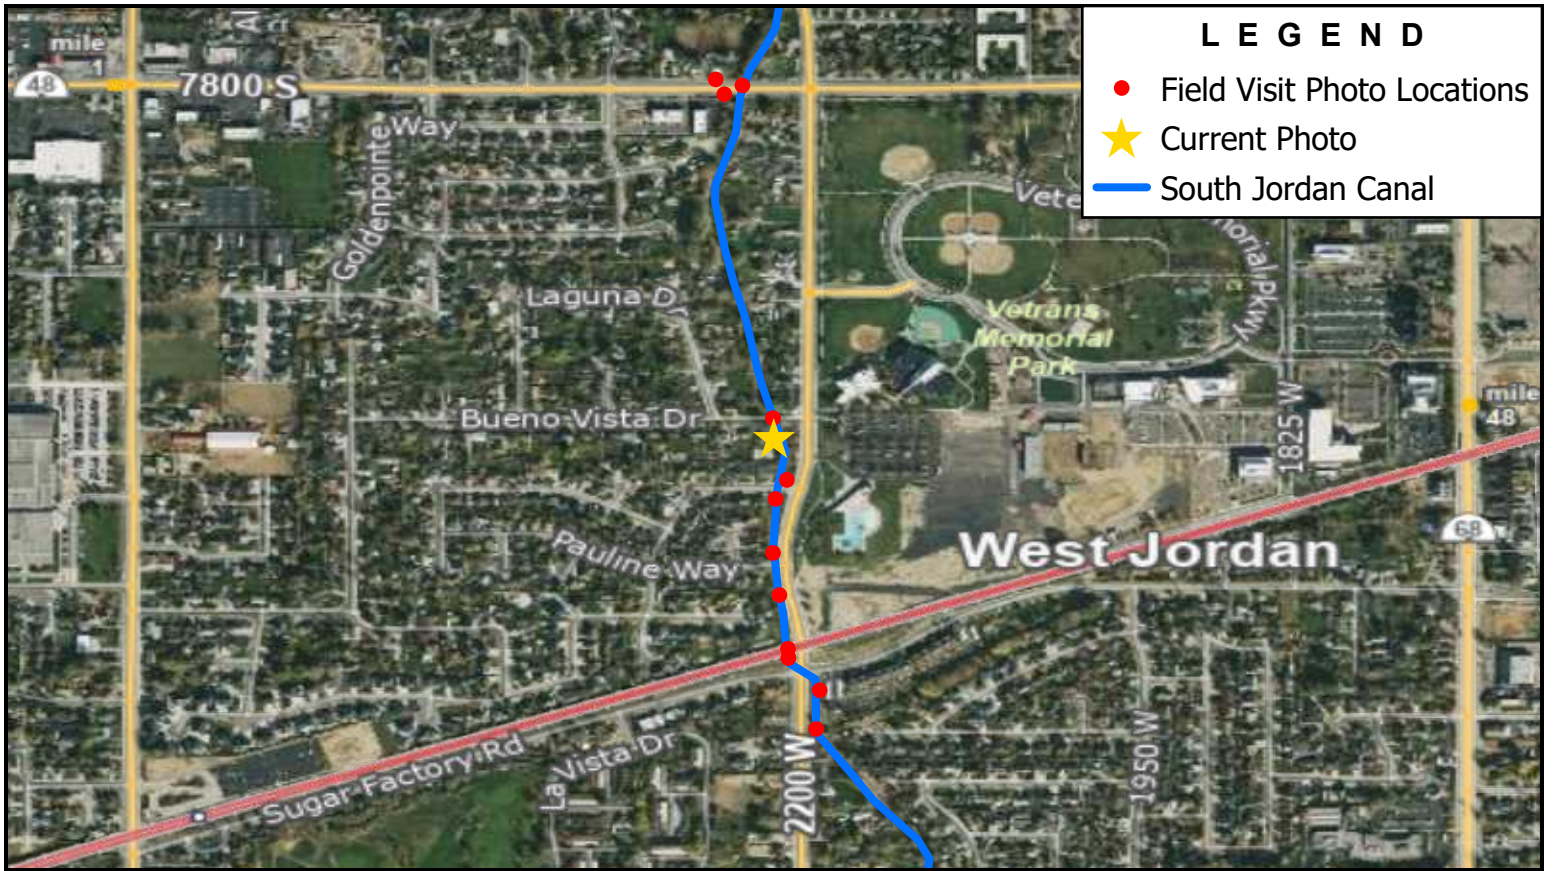 LEGEND
Field Visit Photo Locations
Current Photo
South Jordan Canal
Al
mile
1
48
7800 S
Way
Goldenpointe
Laguna Dr
Vetrans
Memorial
Park
Bueno Vista Dr
mile
48
1825 W
68
Pauline Way
West Jordan
Sugar Factory Rd
La Vista Dr
2200 W
1950 W